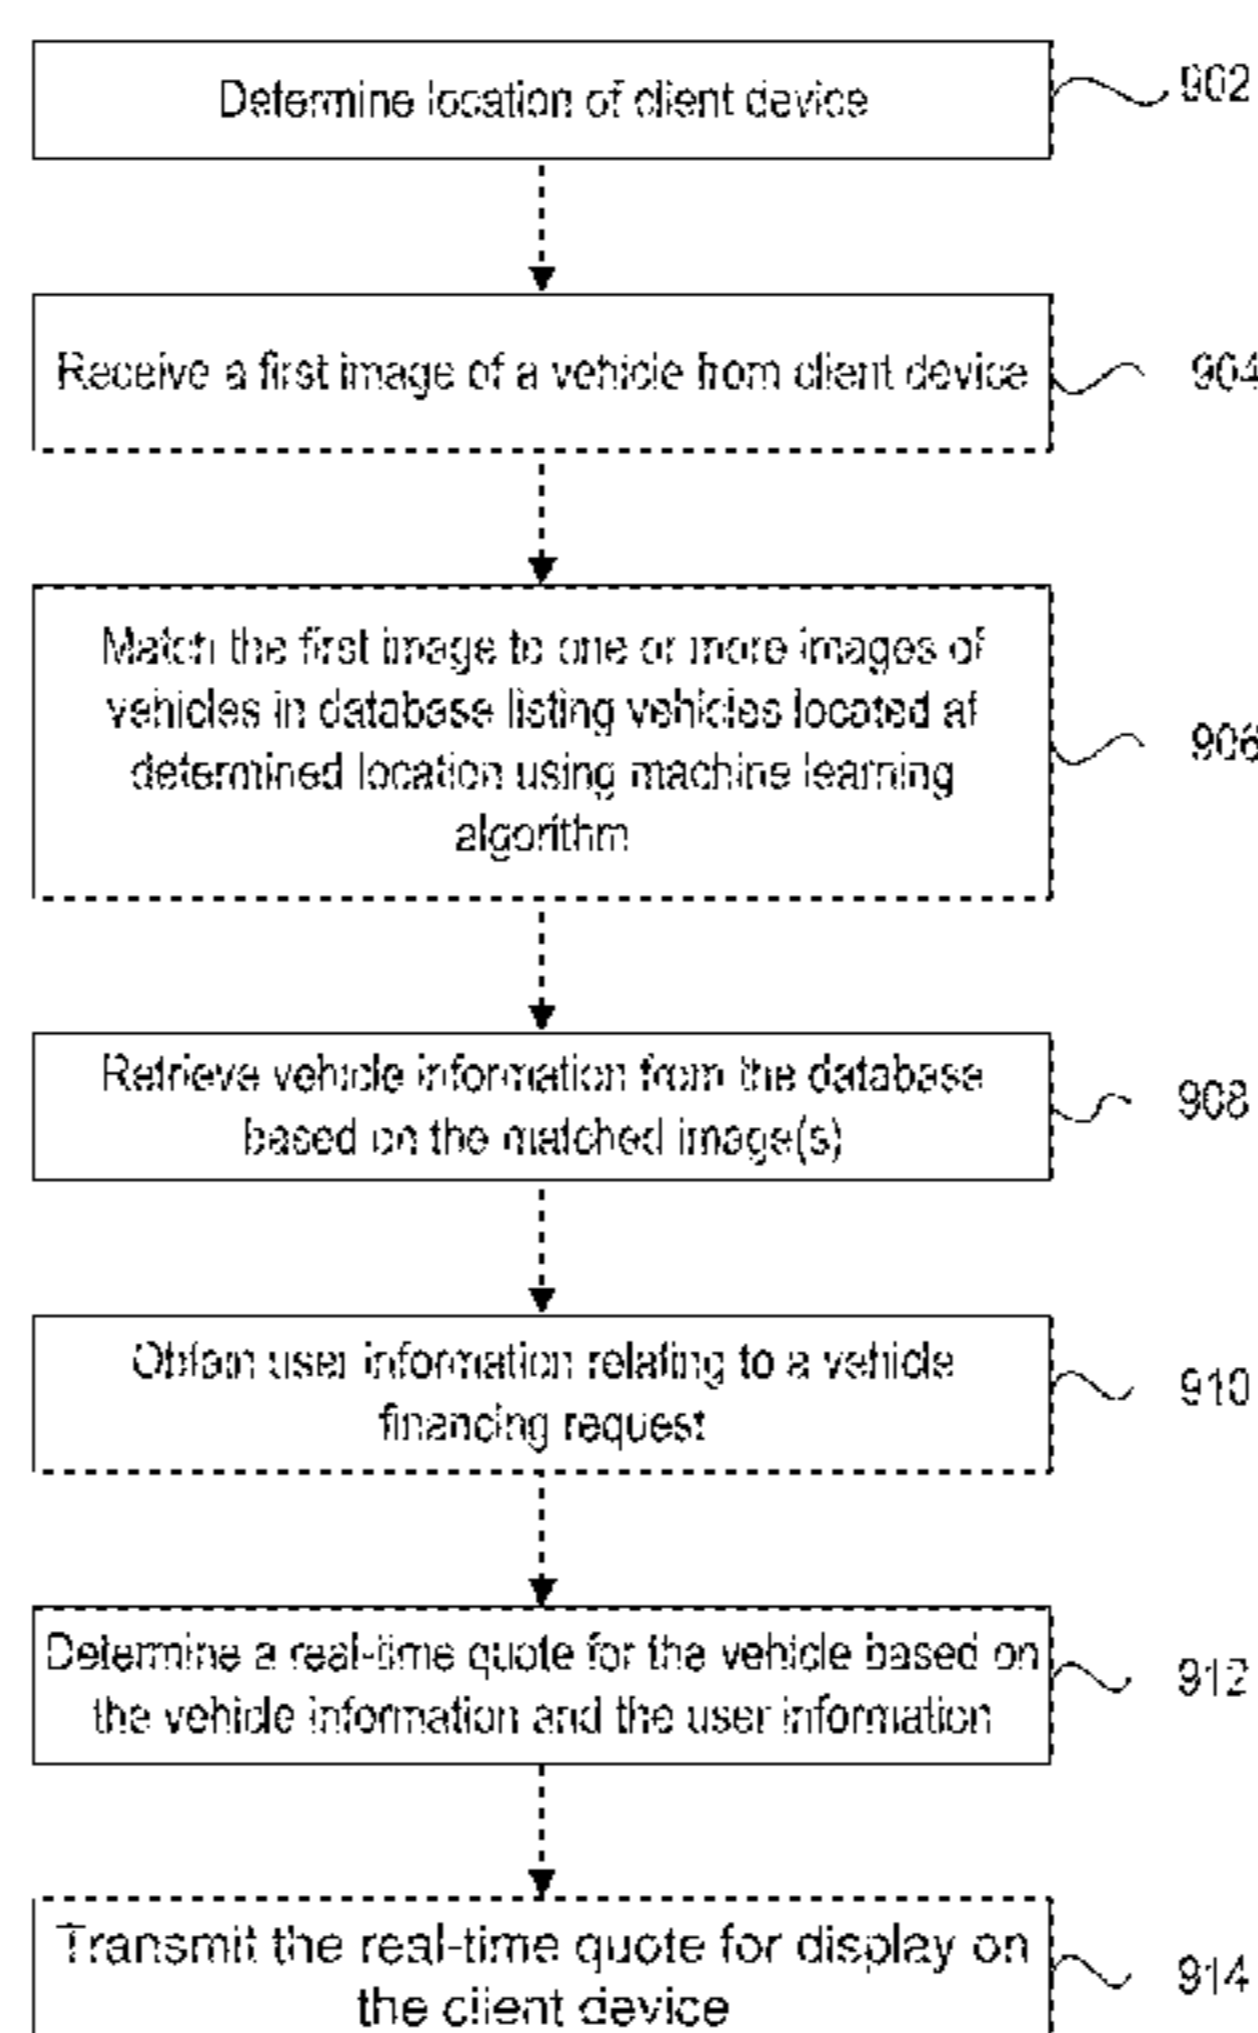 Determine location of client device
902
Receive a first image of a vehicle from client device
904
Match the first image to one or more images of
vehicles in database listing vehicles located at
determined location using machine learning
algorithm
906
Retrieve vehicle information from the database
based on the matched image(s)
908
Obtain user information relating to a vehicle
financing request
910
Determine a real-time quote for the vehicle based on
the vehicle information and the user information
912
Transmit the real-time quote for display on
the client device
914